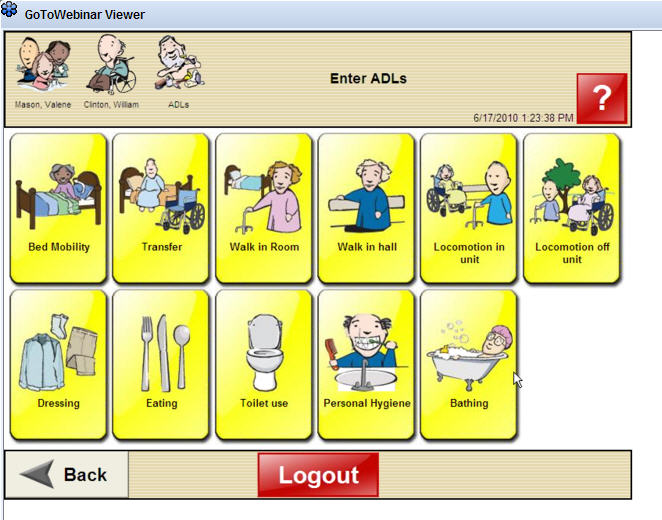 GoToWebinar Viewer
Mason, Valene
Clinton, William
ADLs
Enter ADLs
?
6/17/2010 1:23:38 PM
Bed Mobility
Transfer
Walk in Room
Walk in hall
Locomotion in
unit
Locomotion off
unit
Dressing
Eating
Toilet use
Personal Hygiene
Bathing
Back
Logout